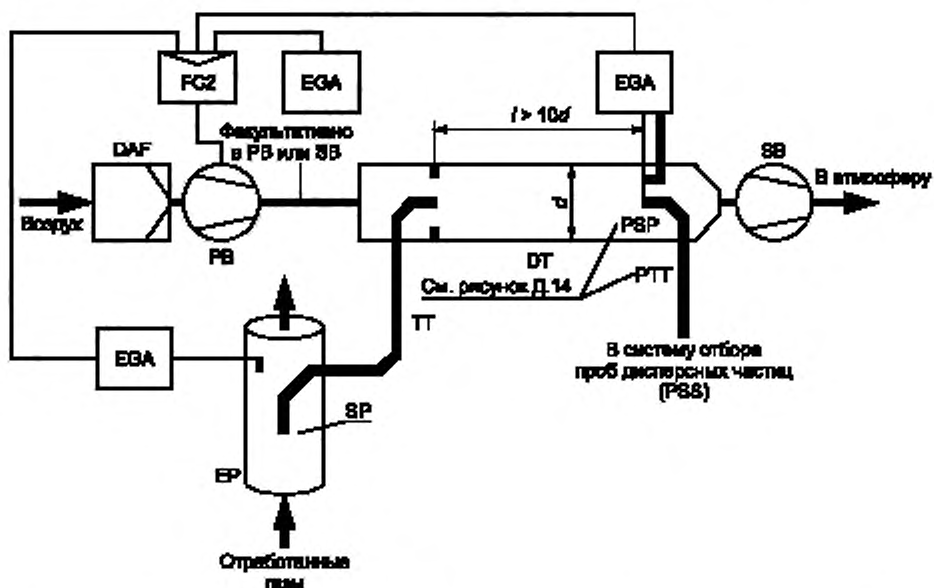 FC2
EGA
EGA
l > 10d
Факультативно
в PB или SB
DAF
SB
В атмосферу
Воздух
d
PSP
PB
DT
См. рисунок Д.14
PTT
TT
EGA
В систему отбора
проб дисперсных частиц
(PSS)
SP
EP
Отработанные
газы